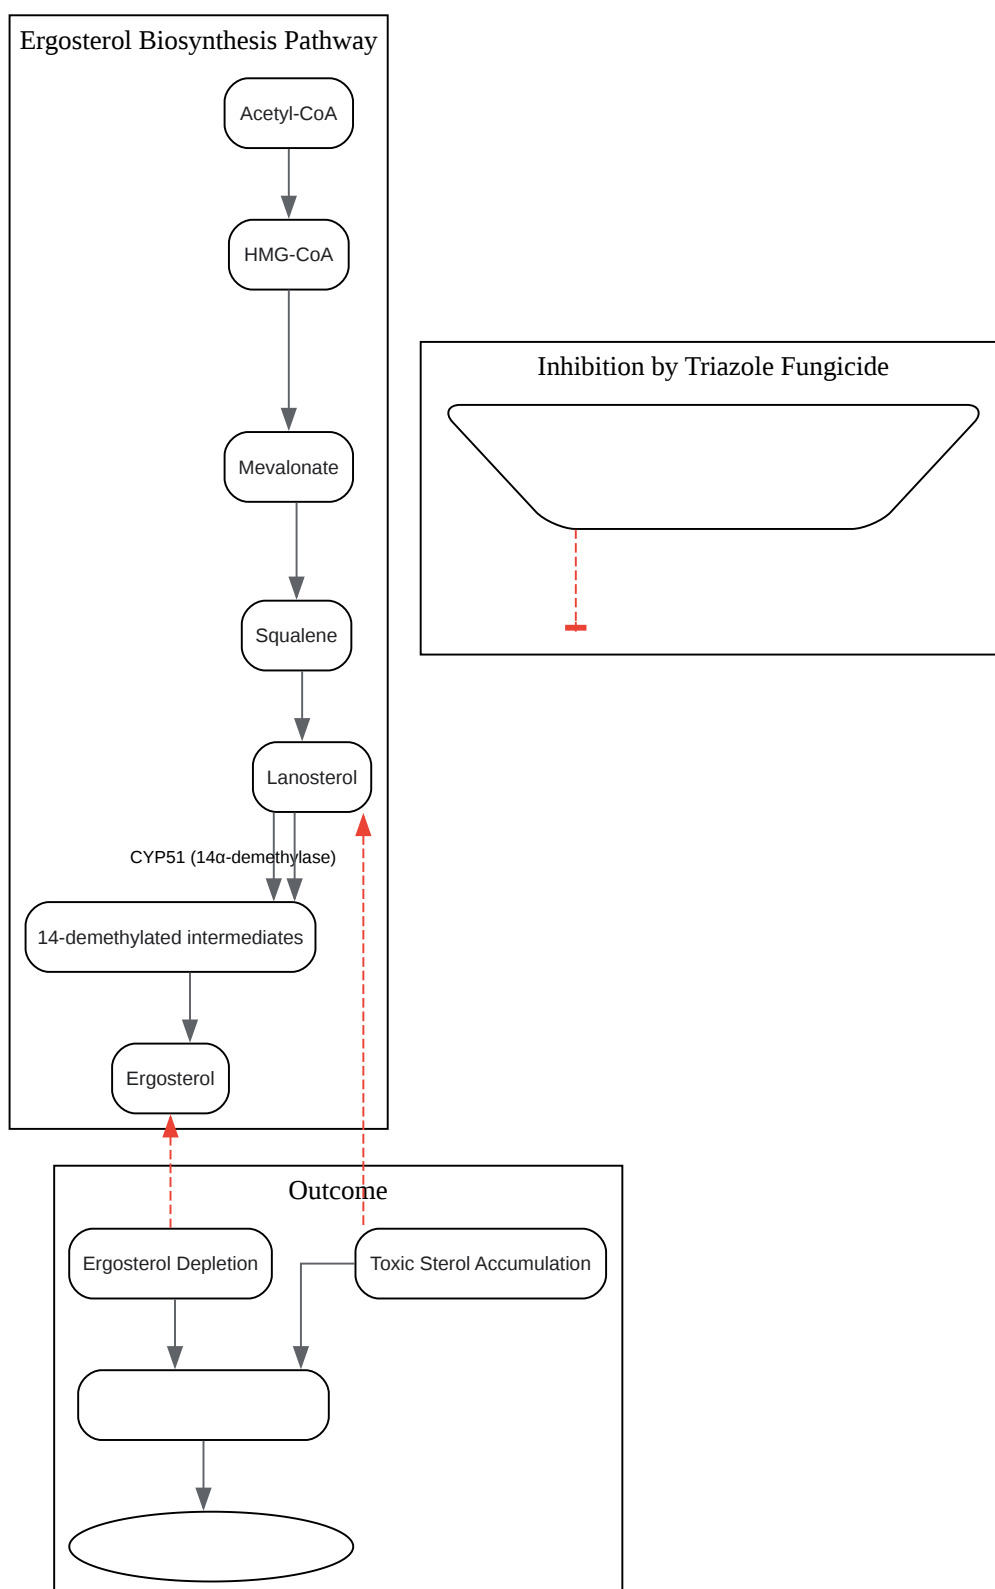 Ergosterol Biosynthesis Pathway
Acetyl-CoA
HMG-CoA
Inhibition by Triazole Fungicide
Mevalonate
Squalene
Lanosterol
CYP51 (14α-demethylase)
14-demethylated intermediates
Ergosterol
Outcome
Ergosterol Depletion
Toxic Sterol Accumulation